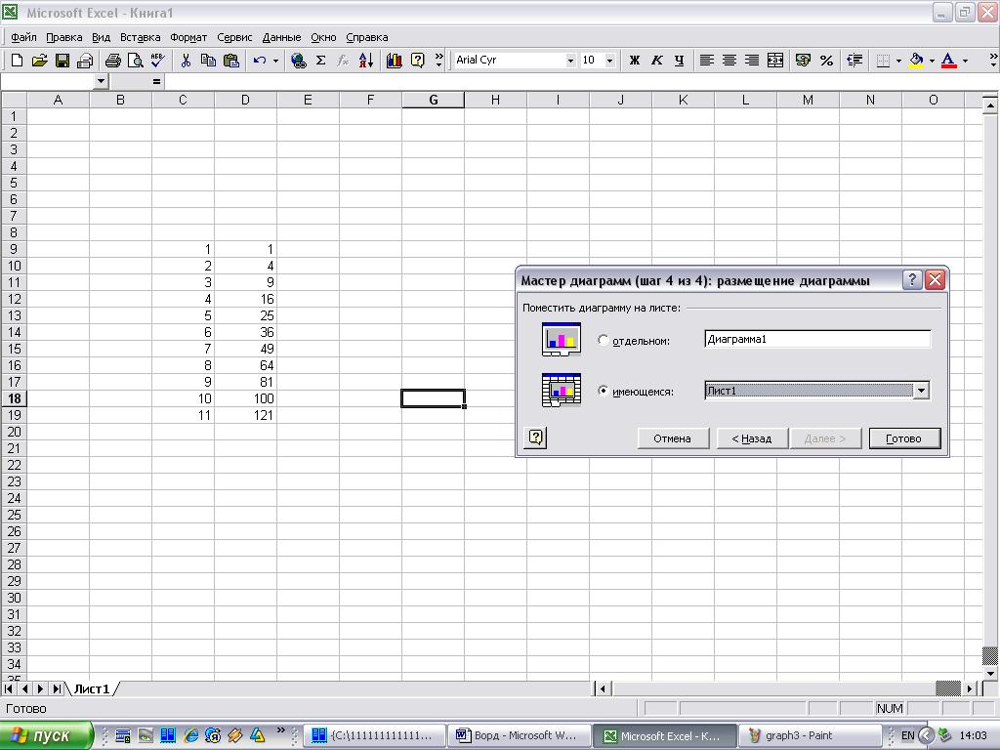 Microsoft Excel - Книга1
Файл Правка Вид Вставка Формат Сервис Данные Окно Справка
Arial Cyr 10 Ж К Ч %
=
A B C D E F G H I J K L M N O
1
2
3
4
5
6
7
8
9 1 1
10 2 4
11 3 9
12 4 16
13 5 25
14 6 36
15 7 49
16 8 64
17 9 81
18 10 100
19 11 121
20
21
22
23
24
25
26
27
28
29
30
31
32
33
34
35
Мастер диаграмм (шаг 4 из 4): размещение диаграммы
Поместить диаграмму на листе:
отдельном: Диаграмма1
имеющемся: Лист1
Отмена < Назад Далее > Готово
Лист1
Готово NUM
пуск -{C:\111111111111... Ворд - Microsoft W... Microsoft Excel - К... graph3 - Paint EN 14:03